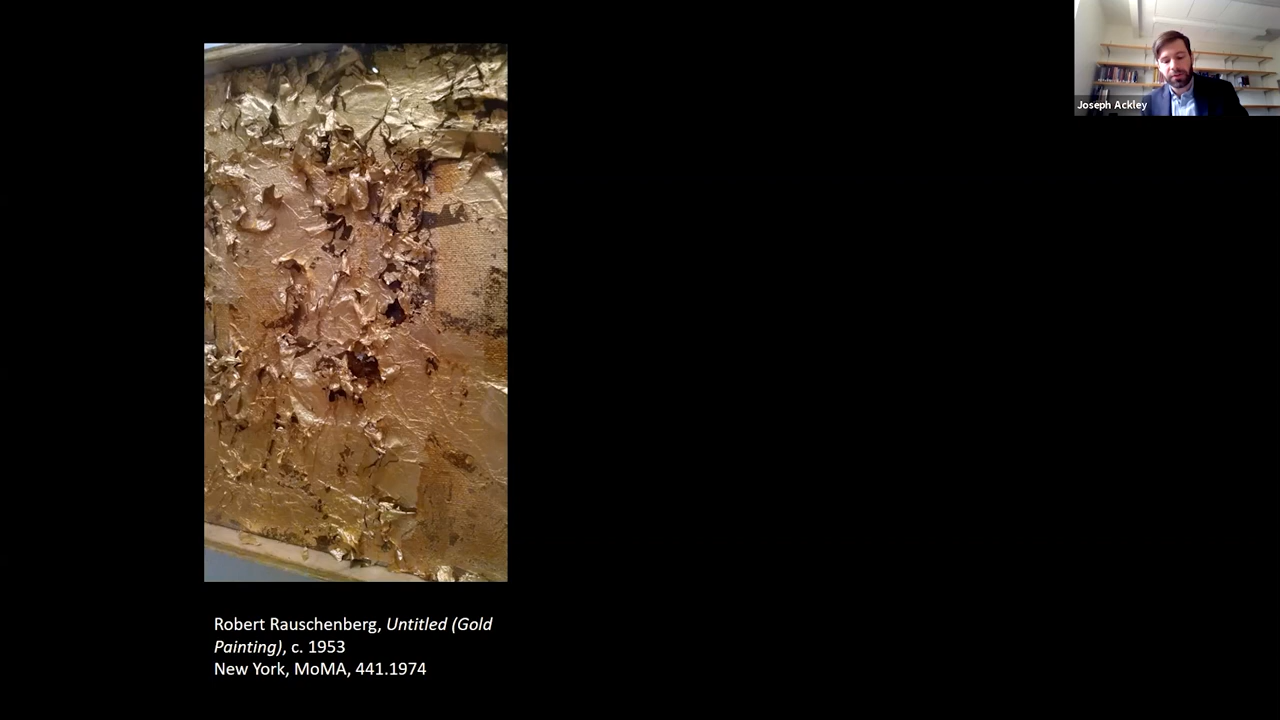 Joseph Ackley
Robert Rauschenberg, Untitled (Gold
Painting), c. 1953
New York, MoMA, 441.1974